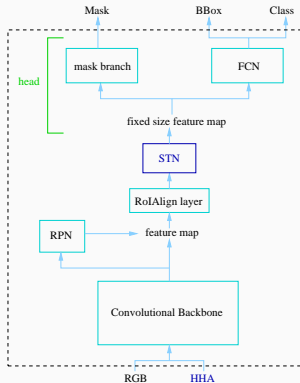 Mask
BBox
Class
mask branch
FCN
head
fixed size feature map
STN
RoIAlign layer
RPN
feature map
Convolutional Backbone
RGB
HHA